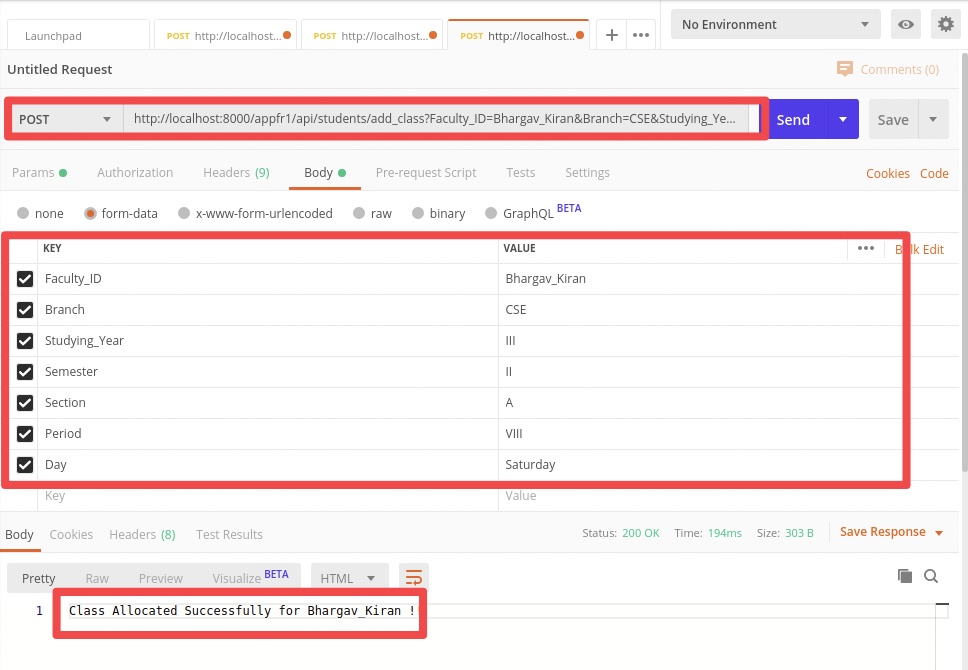 Launchpad
POST http://localhost...
POST http://localhost...
POST http://localhost...
No Environment
Untitled Request
Comments (0)
POST
http://localhost:8000/appfr1/api/students/add_class?Faculty_ID=Bhargav_Kiran&Branch=CSE&Studying_Ye...
Send
Save
Params
Authorization
Headers (9)
Body
Pre-request Script
Tests
Settings
Cookies
Code
none
form-data
x-www-form-urlencoded
raw
binary
GraphQL BETA
KEY VALUE
Edit
Faculty_ID Bhargav_Kiran
Branch CSE
Studying_Year III
Semester II
Section A
Period VIII
Day Saturday
Key Value
Body
Cookies
Headers (8)
Test Results
Status: 200 OK
Time: 194ms
Size: 303 B
Save Response
Pretty
Raw
Preview
Visualize BETA
HTML
1 Class Allocated Successfully for Bhargav_Kiran !